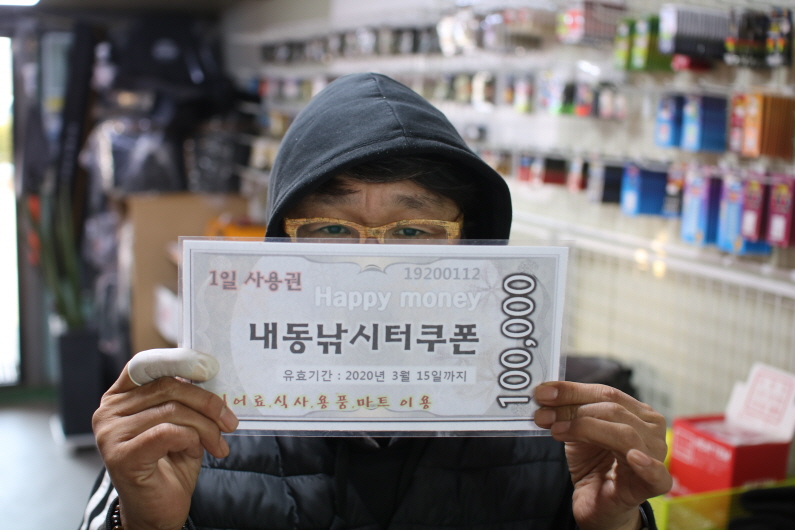 1일 사용권
19200112
Happy money
내동낚시터쿠폰
100,000
유효기간 : 2020년 3월 15일까지
어료.식사.용품.마트 이용